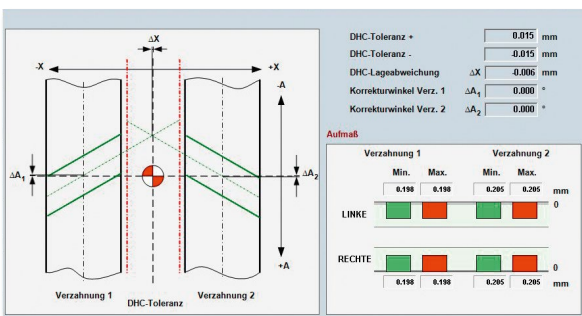 ΔX
-X
+X
-A
ΔA1
ΔA2
+A
Verzahnung 1
DHC-Toleranz
Verzahnung 2
DHC-Toleranz + 0.015 mm
DHC-Toleranz - -0.015 mm
DHC-Lageabweichung ΔX -0.006 mm
Korrekturwinkel Verz. 1 ΔA1 0.000 °
Korrekturwinkel Verz. 2 ΔA2 0.000 °
Aufmaß
Verzahnung 1 Verzahnung 2
Min. Max. Min. Max.
0.198 0.198 0.205 0.205 mm
LINKE 0
RECHTE 0
0.198 0.198 0.205 0.205 mm